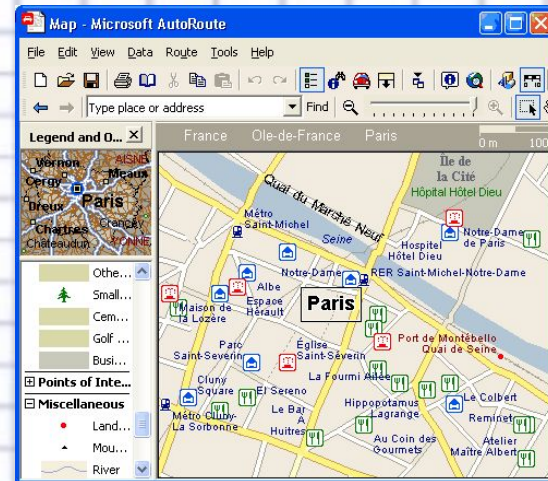 Map - Microsoft AutoRoute
File Edit View Data Route Tools Help
Type place or address Find
Legend and O...
France Ole-de-France Paris
0 m 100
Vernon AISNE
Cergy Meaux
Paris
Dreux
Chartres
Châteaudun YONNE
Othe...
Small...
Cem...
Golf ...
Busi...
Points of Inte...
Miscellaneous
Land...
Mou...
River
Île de
la Cité
Hôpital Hôtel Dieu
Quai du Marché Neuf
Métro
Saint-Michel
Seine
Hospital
Hôtel Dieu
Notre-Dame
de Paris
Notre-Dame
RER Saint-Michel-Notre-Dame
Albe
Maison de
la Lozère
Espace
Hérault
Paris
Port de Montébello
Quai de Seine
Parc
Saint-Severin
Église
Saint-Séverin
La Fourmi Ailée
Cluny
Square
El Sereno
Hippopotamus
Lagrange
Le Colbert
Métro Cluny-
La Sorbonne
Le Bar
A
Huitres
Reminet
Au Coin des
Gourmets
Atelier
Maître Albert